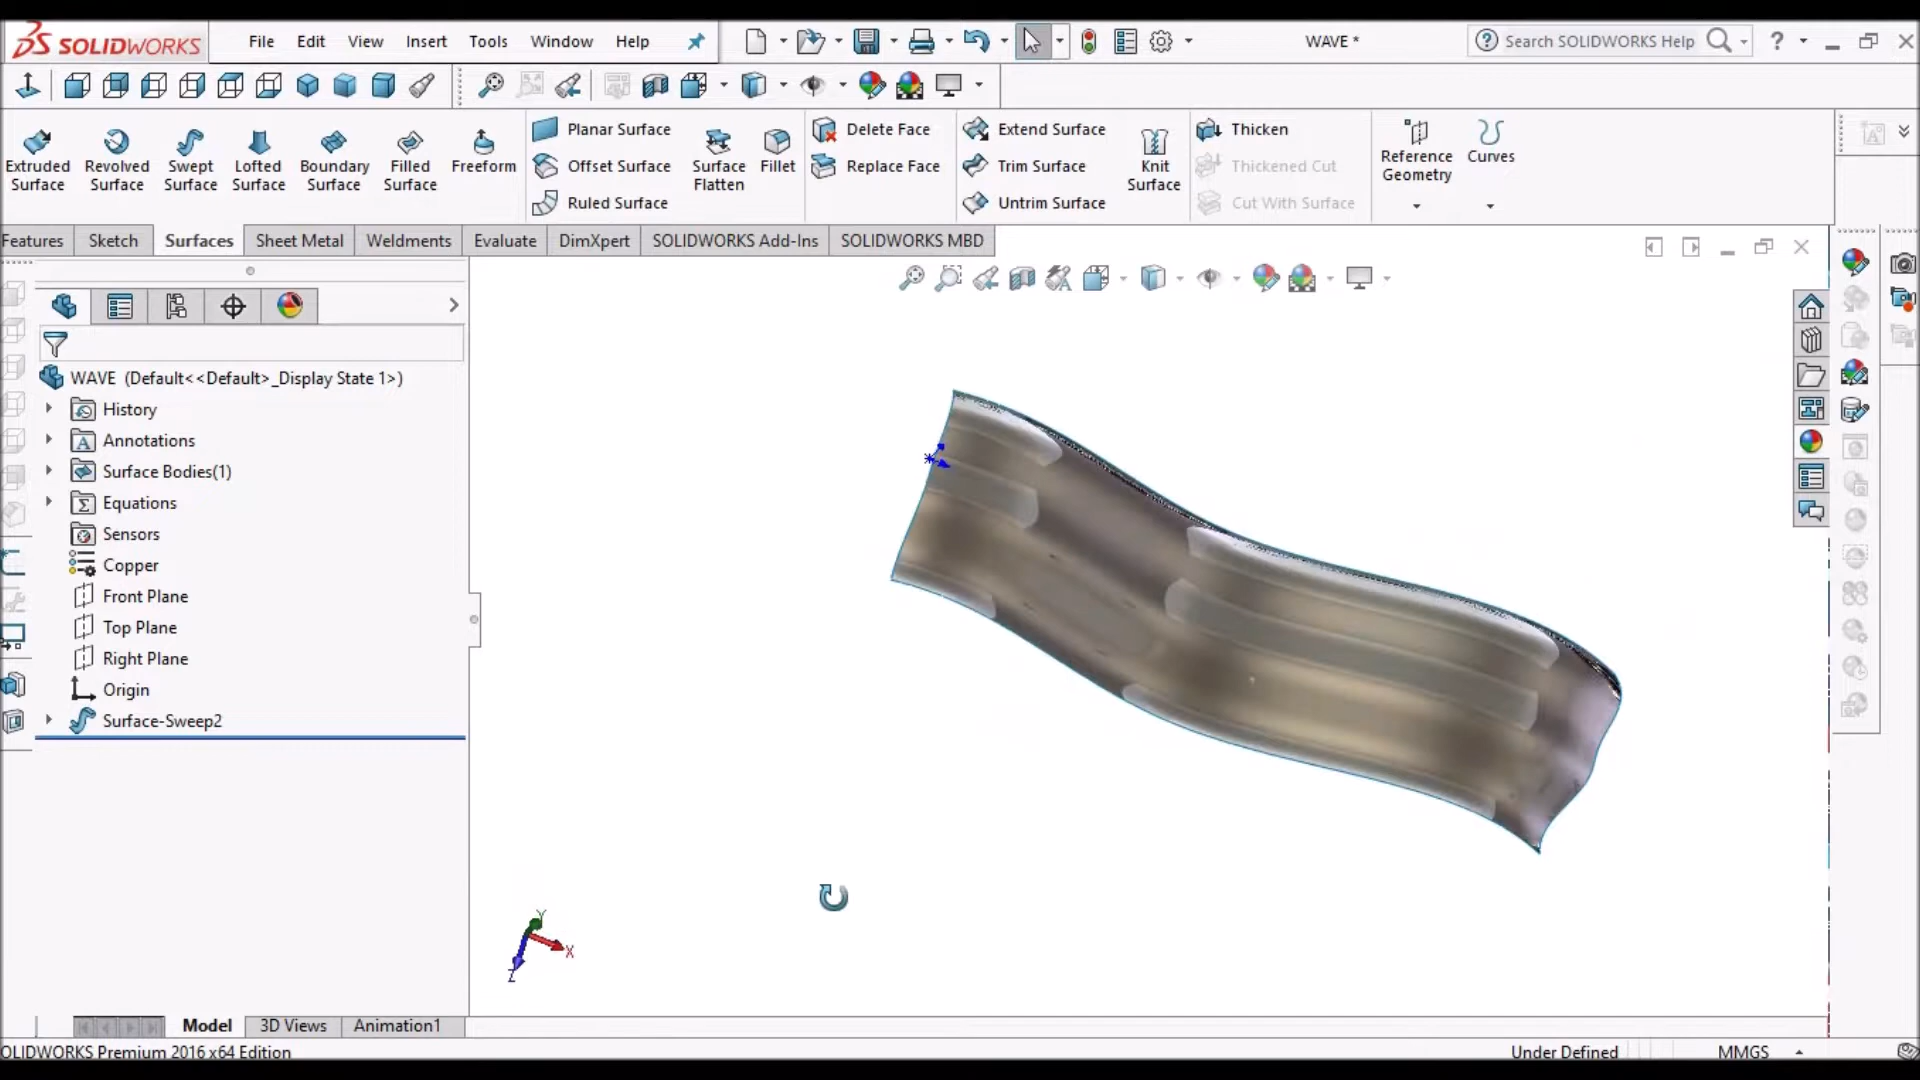 SOLIDWORKS File Edit View Insert Tools Window Help WAVE * Search SOLIDWORKS Help ?
Extruded Surface
Revolved Surface
Swept Surface
Lofted Surface
Boundary Surface
Filled Surface
Freeform
Planar Surface
Offset Surface
Ruled Surface
Surface Flatten
Fillet
Delete Face
Replace Face
Extend Surface
Trim Surface
Untrim Surface
Knit Surface
Thicken
Thickened Cut
Cut With Surface
Reference Geometry
Curves
Features Sketch Surfaces Sheet Metal Weldments Evaluate DimXpert SOLIDWORKS Add-Ins SOLIDWORKS MBD
WAVE (Default<<Default>_Display State 1>)
History
Annotations
Surface Bodies(1)
Equations
Sensors
Copper
Front Plane
Top Plane
Right Plane
Origin
Surface-Sweep2
Y
X
Z
Model 3D Views Animation1
OLIDWORKS Premium 2016 x64 Edition Under Defined MMGS